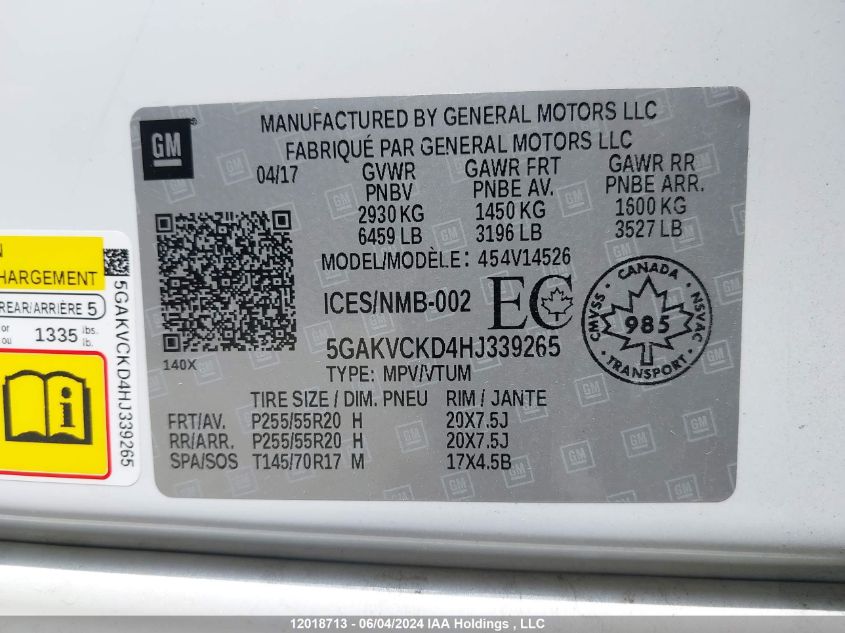 MANUFACTURED BY GENERAL MOTORS LLC
FABRIQUÉ PAR GENERAL MOTORS LLC
GM
04/17
GVWR GAWR FRT GAWR RR
PNBV PNBE AV. PNBE ARR.
2930 KG 1450 KG 1600 KG
6459 LB 3196 LB 3527 LB
MODEL/MODÈLE: 454V14526
ICES/NMB-002 EC
CANADA
CMVSS 985 NSVAC
TRANSPORT
5GAKVCKD4HJ339265
140X
TYPE: MPV/VTUM
TIRE SIZE / DIM. PNEU RIM / JANTE
FRT/AV. P255/55R20 H 20X7.5J
RR/ARR. P255/55R20 H 20X7.5J
SPA/SOS T145/70R17 M 17X4.5B
HARGEMENT
REAR/ARRIÈRE 5
or
ou 1335 lbs.
lb.
5GAKVCKD4HJ339265
12018713 - 06/04/2024 IAA Holdings , LLC